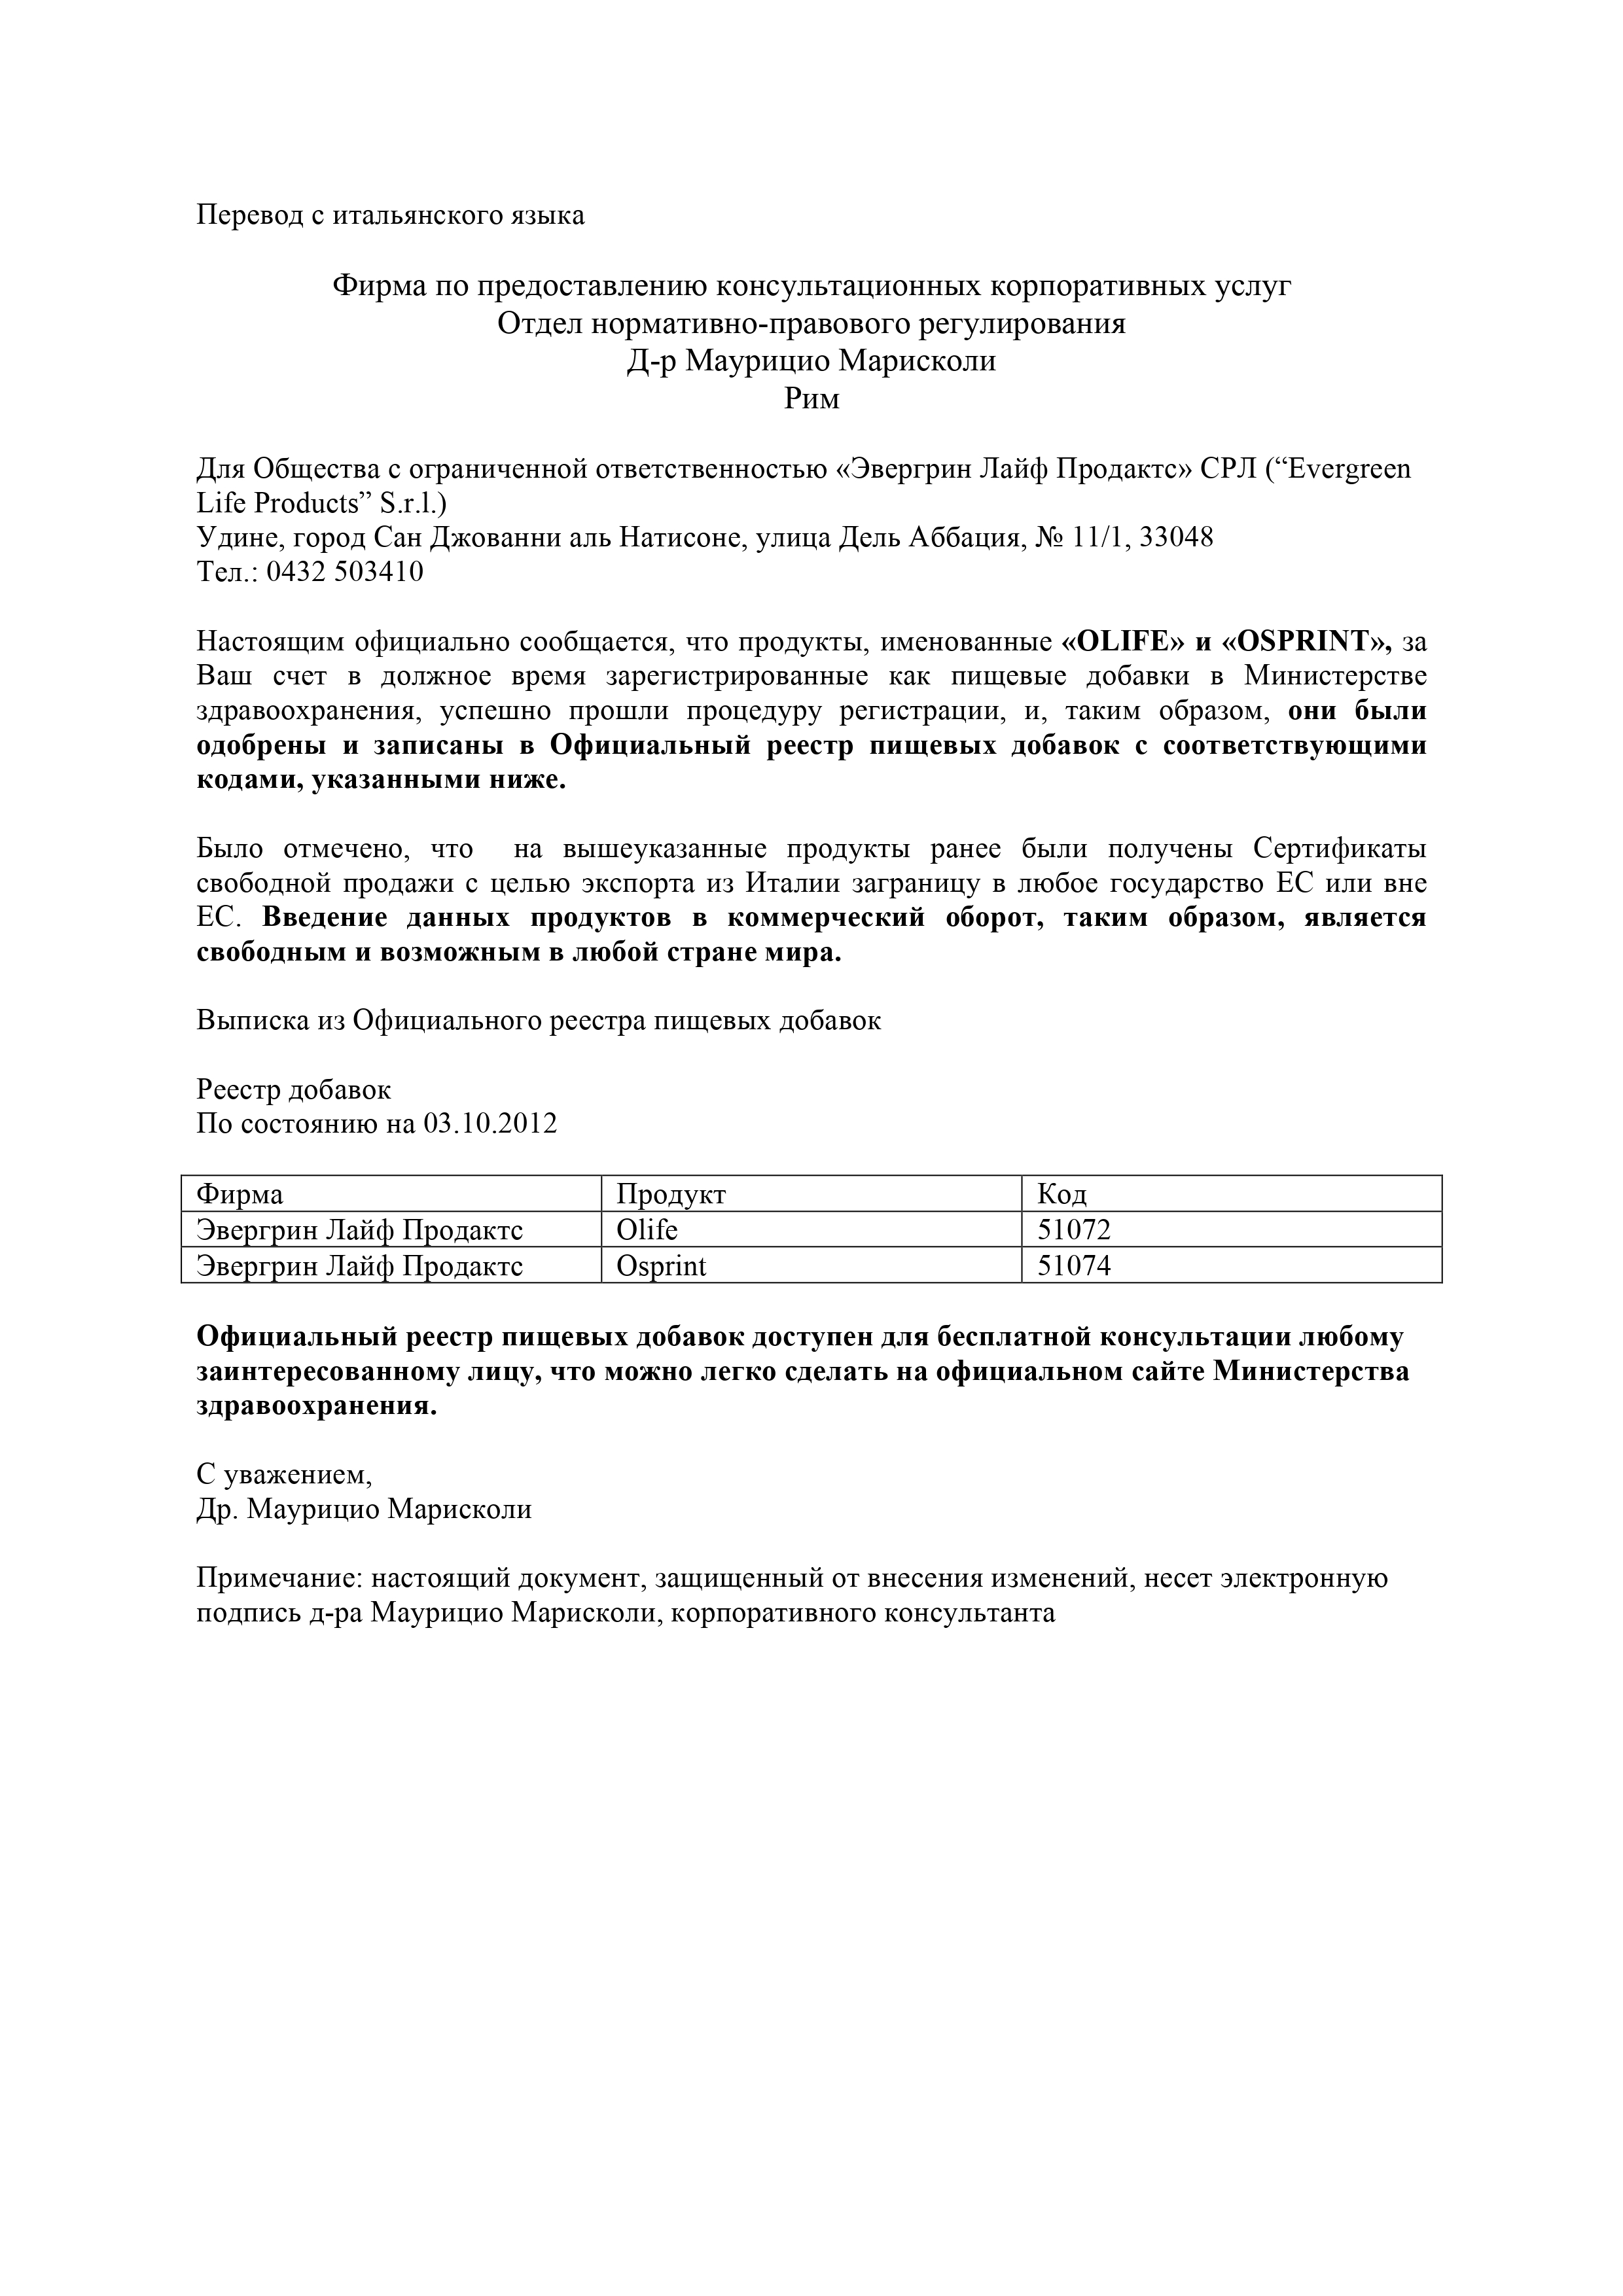 Перевод с итальянского языка
Фирма по предоставлению консультационных корпоративных услуг
Отдел нормативно-правового регулирования
Д-р Маурицио Марисколи
Рим
Для Общества с ограниченной ответственностью «Эвергрин Лайф Продактс» СРЛ (“Evergreen
Life Products” S.r.l.)
Удине, город Сан Джованни аль Натисоне, улица Дель Аббация, № 11/1, 33048
Тел.: 0432 503410
Настоящим официально сообщается, что продукты, именованные «OLIFE» и «OSPRINT», за
Ваш счет в должное время зарегистрированные как пищевые добавки в Министерстве
здравоохранения, успешно прошли процедуру регистрации, и, таким образом, они были
одобрены и записаны в Официальный реестр пищевых добавок с соответствующими
кодами, указанными ниже.
Было отмечено, что на вышеуказанные продукты ранее были получены Сертификаты
свободной продажи с целью экспорта из Италии заграницу в любое государство ЕС или вне
ЕС. Введение данных продуктов в коммерческий оборот, таким образом, является
свободным и возможным в любой стране мира.
Выписка из Официального реестра пищевых добавок
Реестр добавок
По состоянию на 03.10.2012
Фирма Продукт Код
Эвергрин Лайф Продактс Olife 51072
Эвергрин Лайф Продактс Osprint 51074
Официальный реестр пищевых добавок доступен для бесплатной консультации любому
заинтересованному лицу, что можно легко сделать на официальном сайте Министерства
здравоохранения.
С уважением,
Др. Маурицио Марисколи
Примечание: настоящий документ, защищенный от внесения изменений, несет электронную
подпись д-ра Маурицио Марисколи, корпоративного консультанта